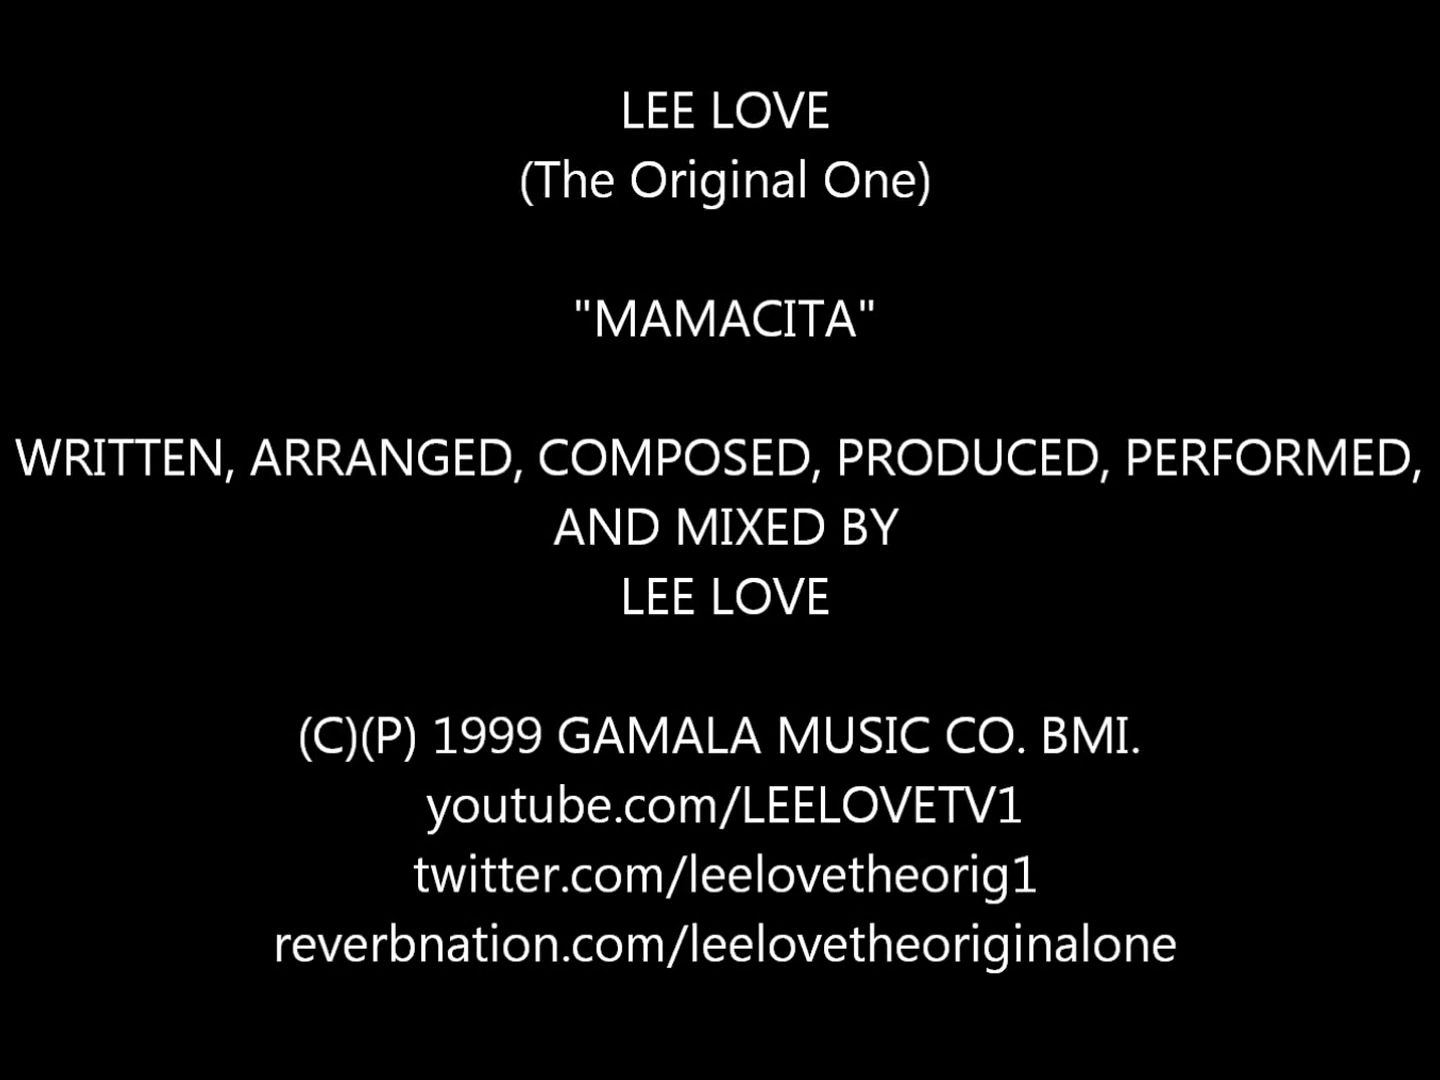 LEE LOVE
(The Original One)
"MAMACITA"
WRITTEN, ARRANGED, COMPOSED, PRODUCED, PERFORMED,
AND MIXED BY
LEE LOVE
(C)(P) 1999 GAMALA MUSIC CO. BMI.
youtube.com/LEELOVETV1
twitter.com/leelovetheorig1
reverbnation.com/leelovetheoriginalone